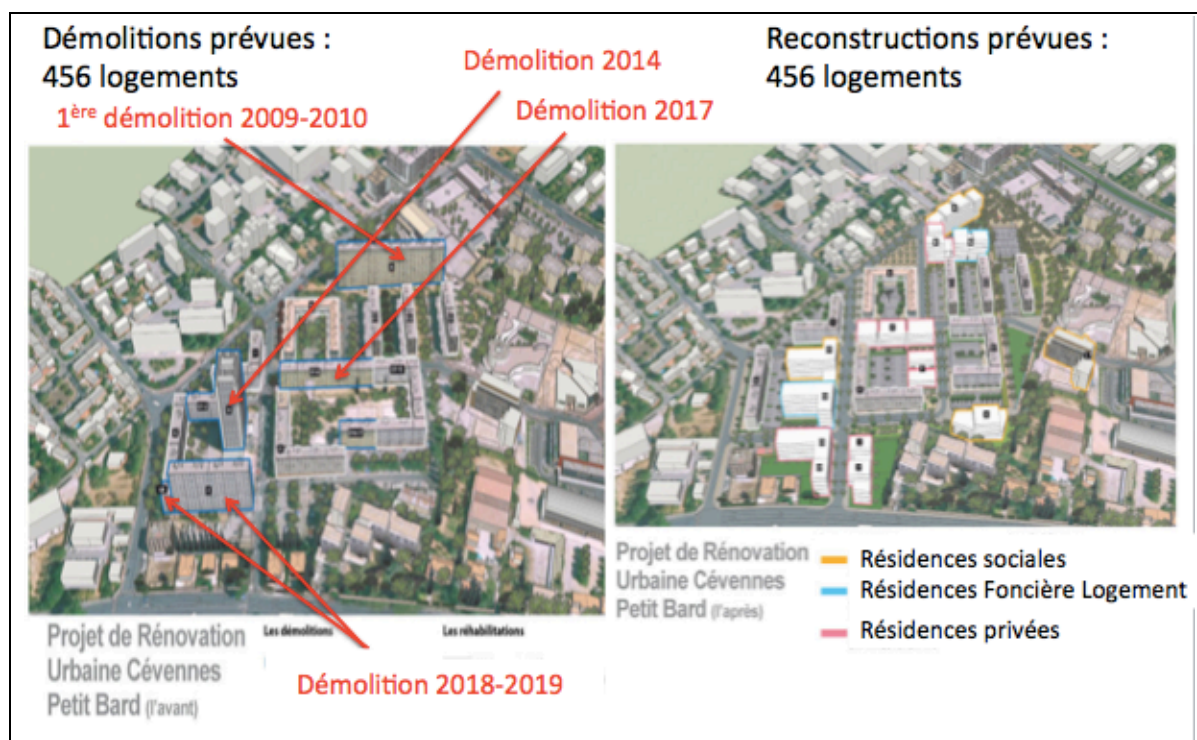 Démolitions prévues :
456 logements
1ère démolition 2009-2010
Démolition 2014
Démolition 2017
Reconstructions prévues :
456 logements
Projet de Rénovation
Urbaine Cévennes
Petit Bard (l'avant)
Les démolitions
Les réhabilitations
Démolition 2018-2019
Projet de Rénovation
Urbaine Cévennes
Petit Bard (l'après)
Résidences sociales
Résidences Foncière Logement
Résidences privées